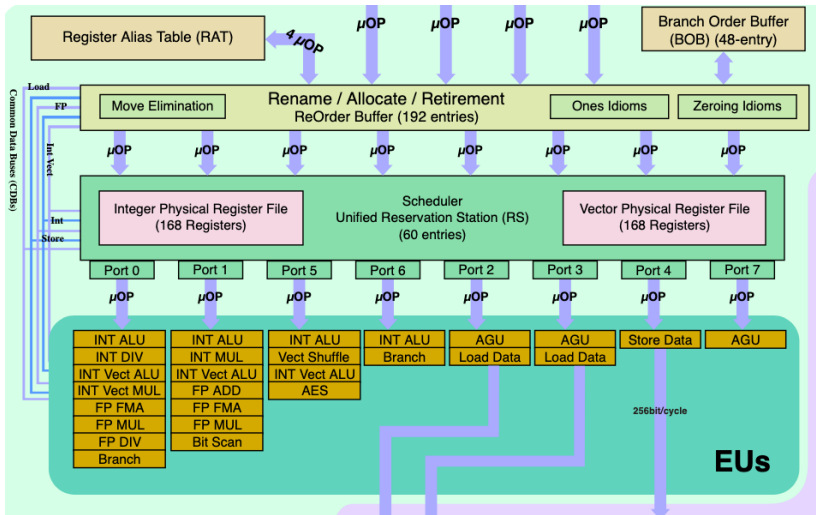 Register Alias Table (RAT)
4 µOP
µOP
µOP
µOP
µOP
Branch Order Buffer
(BOB) (48-entry)
Common Data Buses (CDBs)
Load
FP
Int Vect
Int
Store
Move Elimination
Rename / Allocate / Retirement
ReOrder Buffer (192 entries)
Ones Idioms
Zeroing Idioms
µOP
µOP
µOP
µOP
µOP
µOP
µOP
µOP
Integer Physical Register File
(168 Registers)
Scheduler
Unified Reservation Station (RS)
(60 entries)
Vector Physical Register File
(168 Registers)
Port 0
Port 1
Port 5
Port 6
Port 2
Port 3
Port 4
Port 7
µOP
µOP
µOP
µOP
µOP
µOP
µOP
µOP
INT ALU
INT DIV
INT Vect ALU
INT Vect MUL
FP FMA
FP MUL
FP DIV
Branch
INT ALU
INT MUL
INT Vect ALU
FP ADD
FP FMA
FP MUL
Bit Scan
INT ALU
Vect Shuffle
INT Vect ALU
AES
INT ALU
Branch
AGU
Load Data
AGU
Load Data
Store Data
AGU
256bit/cycle
EUs